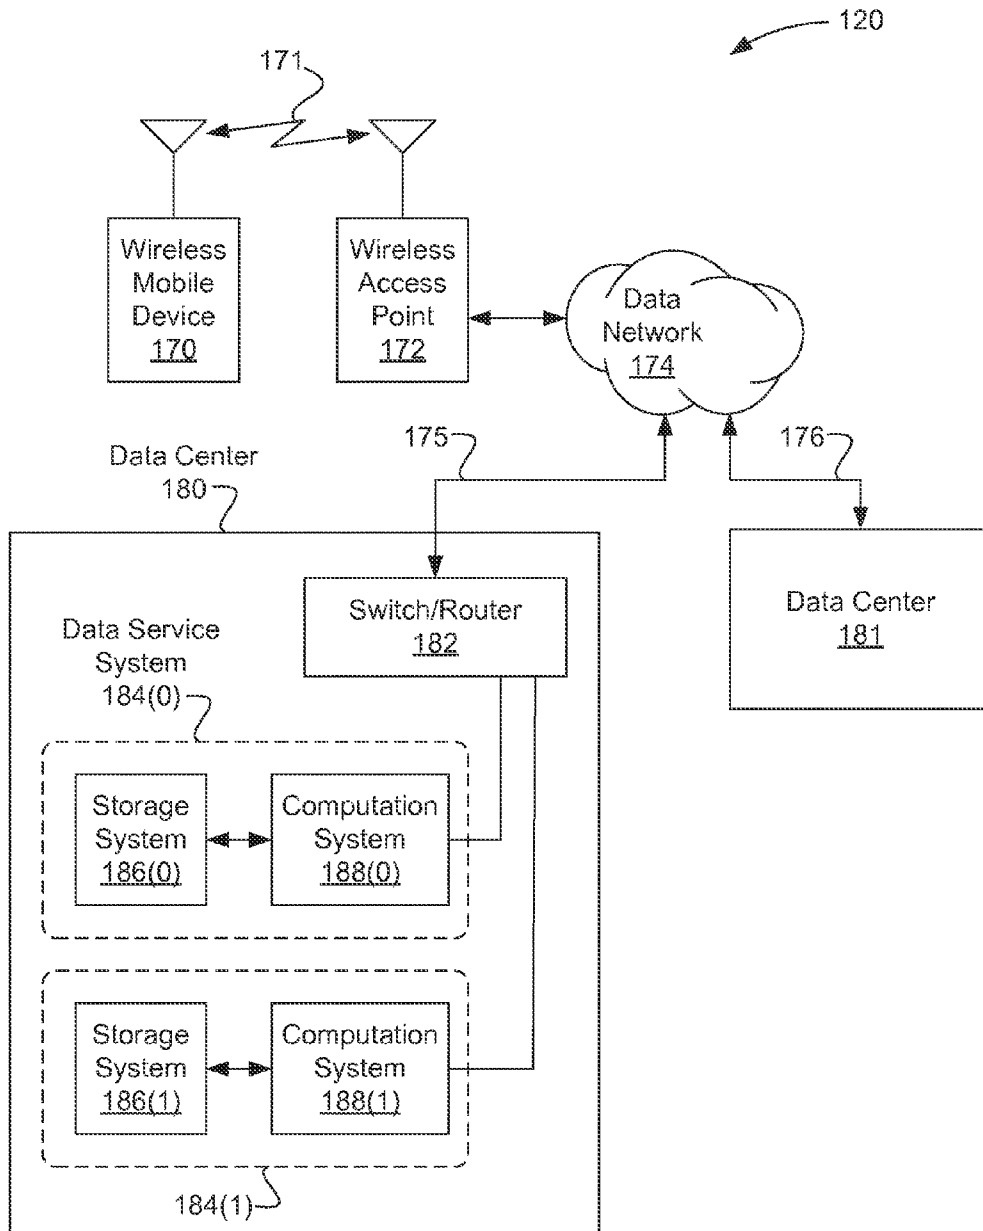 120
171
Wireless
Mobile
Device
170
Wireless
Access
Point
172
Data
Network
174
175
176
Data Center
180
Switch/Router
182
Data Center
181
Data Service
System
184(0)
Storage
System
186(0)
Computation
System
188(0)
Storage
System
186(1)
Computation
System
188(1)
184(1)